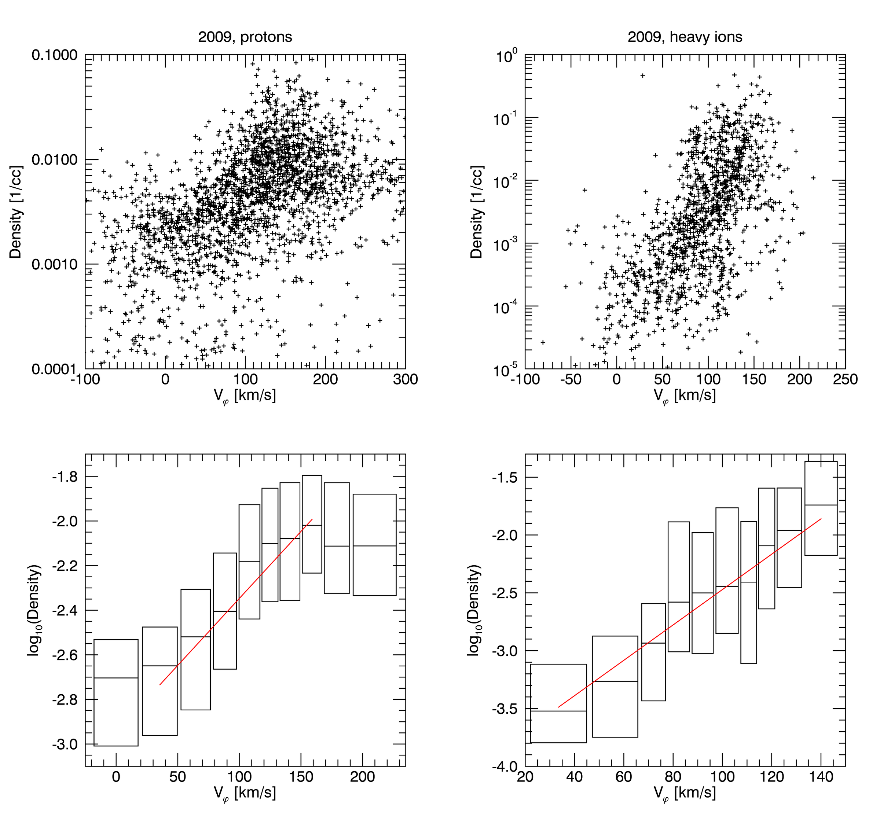 2009, protons
0.1000
0.0100
0.0010
0.0001
Density [1/cc]
-100 0 100 200 300
Vφ [km/s]
2009, heavy ions
10⁰
10⁻¹
10⁻²
10⁻³
10⁻⁴
10⁻⁵
Density [1/cc]
-100 -50 0 50 100 150 200 250
Vφ [km/s]
-1.8
-2.0
-2.2
-2.4
-2.6
-2.8
-3.0
log₁₀(Density)
0 50 100 150 200
Vφ [km/s]
-1.5
-2.0
-2.5
-3.0
-3.5
-4.0
log₁₀(Density)
20 40 60 80 100 120 140
Vφ [km/s]